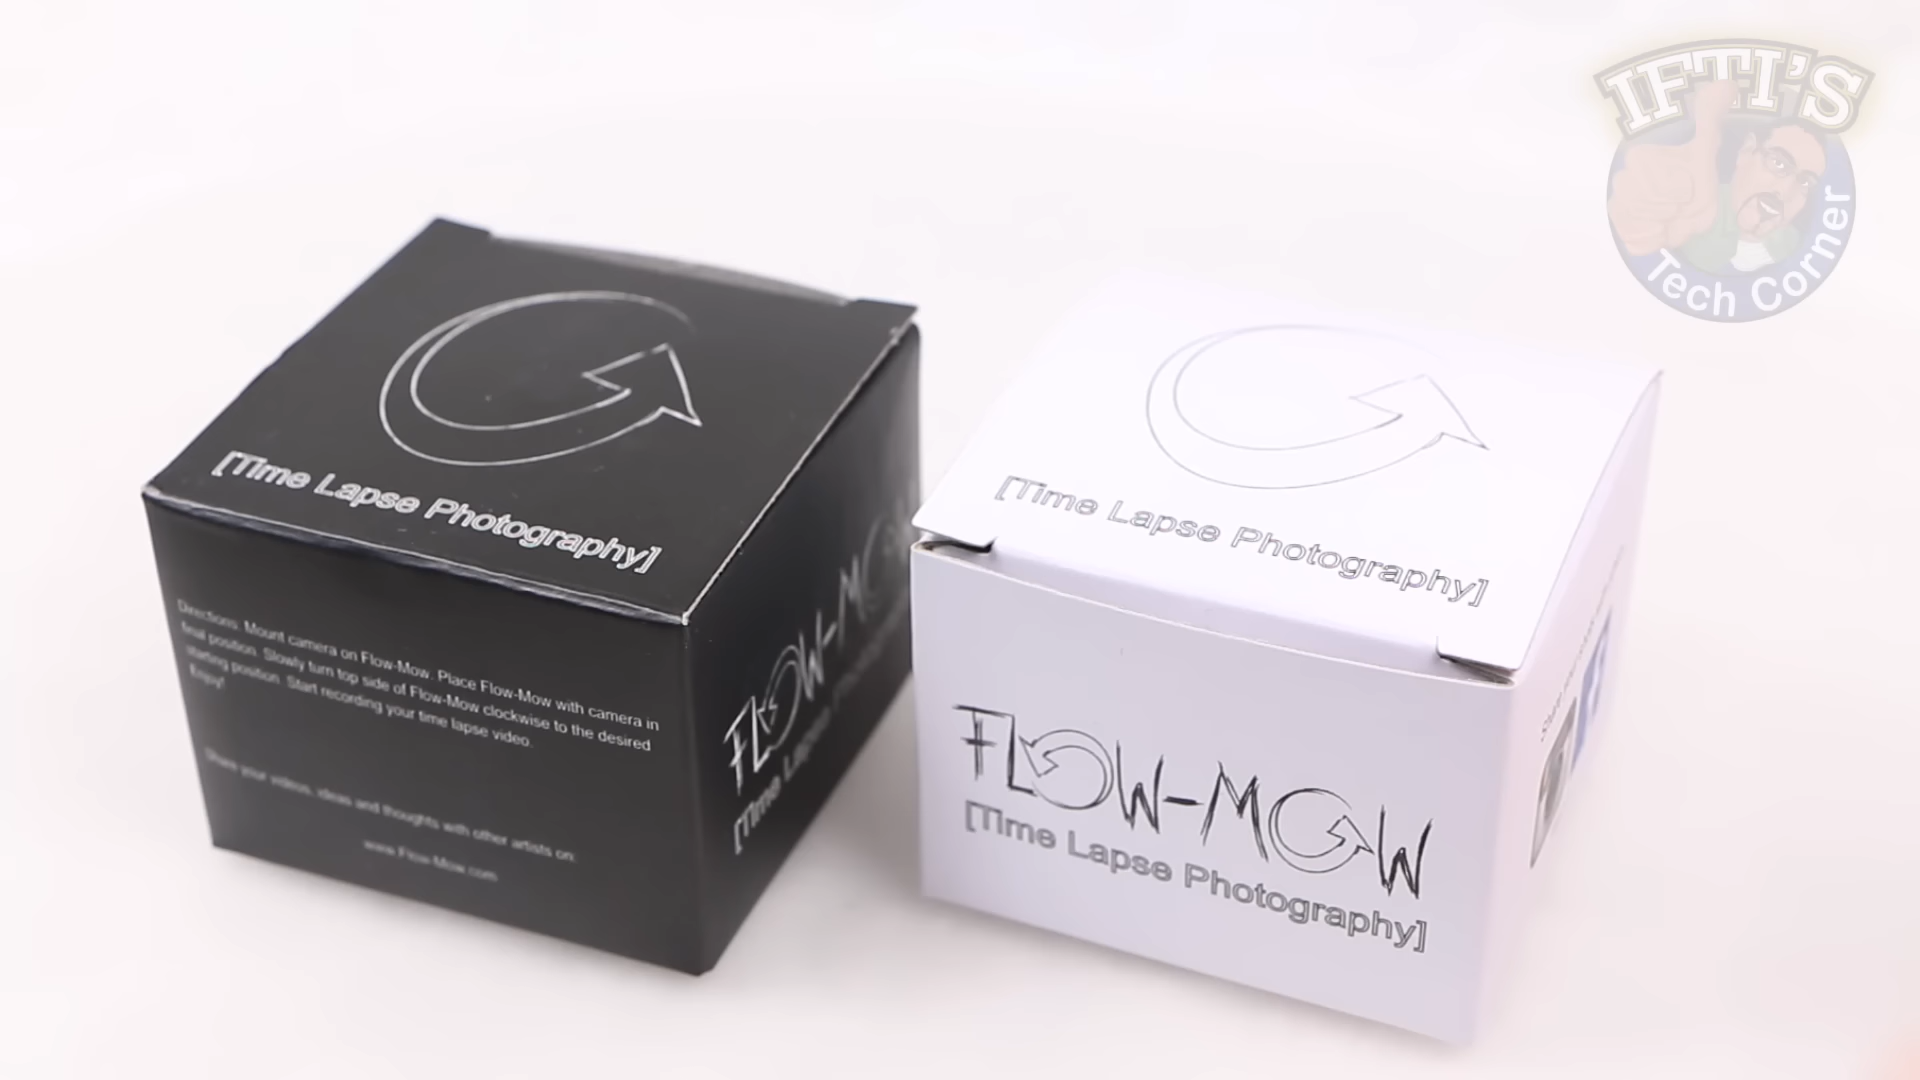 IFTI'S
Tech Corner
[Time Lapse Photography]
Directions: Mount camera on Flow-Mow. Place Flow-Mow with camera in
final position. Slowly turn top side of Flow-Mow clockwise to the desired
starting position. Start recording your time lapse video.
Enjoy!
Share your videos, ideas and thoughts with other artists on:
www.Flow-Mow.com
FLOW-MO
[Time Lapse
[Time Lapse Photography]
FLOW-MOW
[Time Lapse Photography]